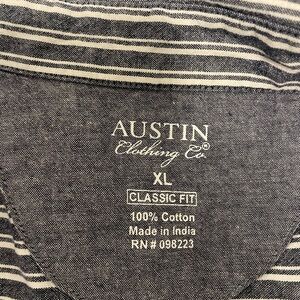 AUSTIN
Clothing Co®
XL
CLASSIC FIT
100% Cotton
Made in India
RN # 098223